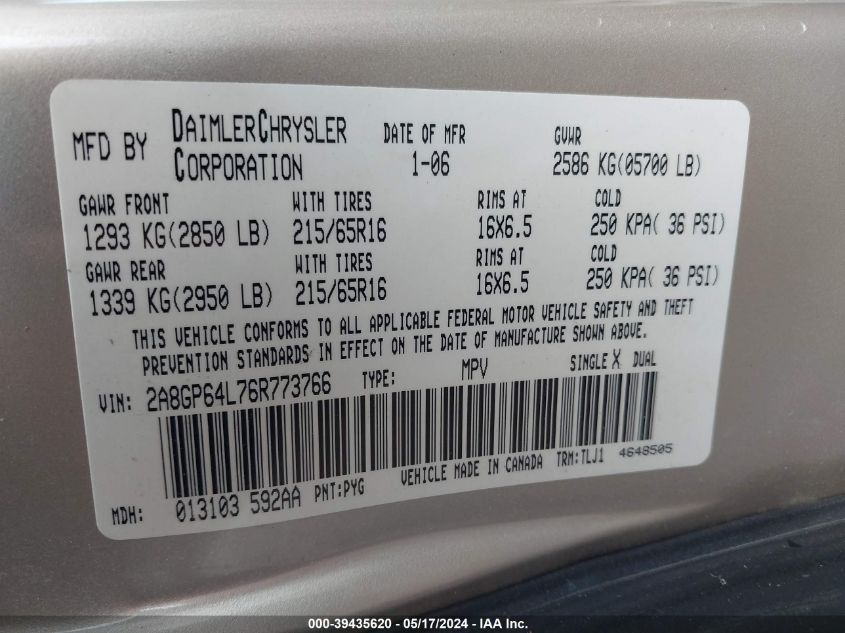 MFD BY DAIMLERCHRYSLER CORPORATION DATE OF MFR 1-06 GVWR 2586 KG(05700 LB)
GAWR FRONT WITH TIRES RIMS AT COLD
1293 KG(2850 LB) 215/65R16 16X6.5 250 KPA( 36 PSI)
GAWR REAR WITH TIRES RIMS AT COLD
1339 KG(2950 LB) 215/65R16 16X6.5 250 KPA( 36 PSI)
THIS VEHICLE CONFORMS TO ALL APPLICABLE FEDERAL MOTOR VEHICLE SAFETY AND THEFT
PREVENTION STANDARDS IN EFFECT ON THE DATE OF MANUFACTURE SHOWN ABOVE.
VIN: 2A8GP64L76R773766 TYPE: MPV SINGLE X DUAL
MDH: 013103 592AA PNT:PYG VEHICLE MADE IN CANADA TRM:TLJ1 4648505
000-39435620 - 05/17/2024 - IAA Inc.